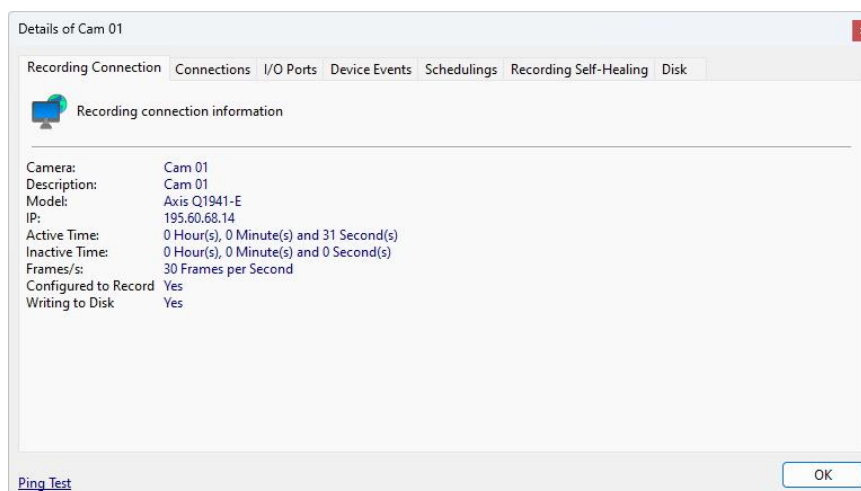 Details of Cam 01
Recording Connection Connections I/O Ports Device Events Schedulings Recording Self-Healing Disk
Recording connection information
Camera: Cam 01
Description: Cam 01
Model: Axis Q1941-E
IP: 195.60.68.14
Active Time: 0 Hour(s), 0 Minute(s) and 31 Second(s)
Inactive Time: 0 Hour(s), 0 Minute(s) and 0 Second(s)
Frames/s: 30 Frames per Second
Configured to Record Yes
Writing to Disk Yes
Ping Test
OK